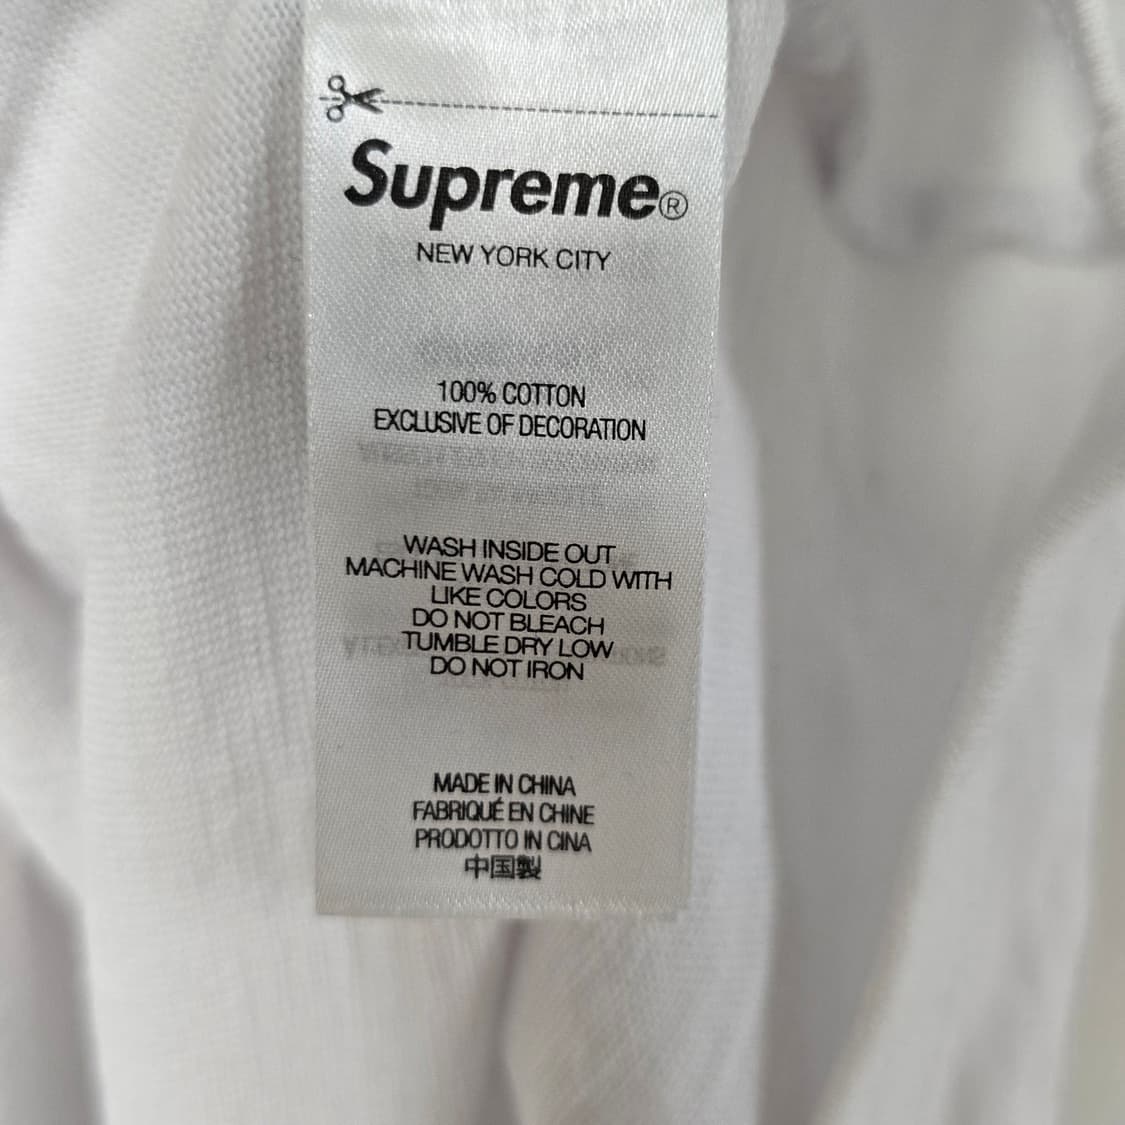 Supreme®
NEW YORK CITY
100% COTTON
EXCLUSIVE OF DECORATION
WASH INSIDE OUT
MACHINE WASH COLD WITH
LIKE COLORS
DO NOT BLEACH
TUMBLE DRY LOW
DO NOT IRON
MADE IN CHINA
FABRIQUÉ EN CHINE
PRODOTTO IN CINA
中国製